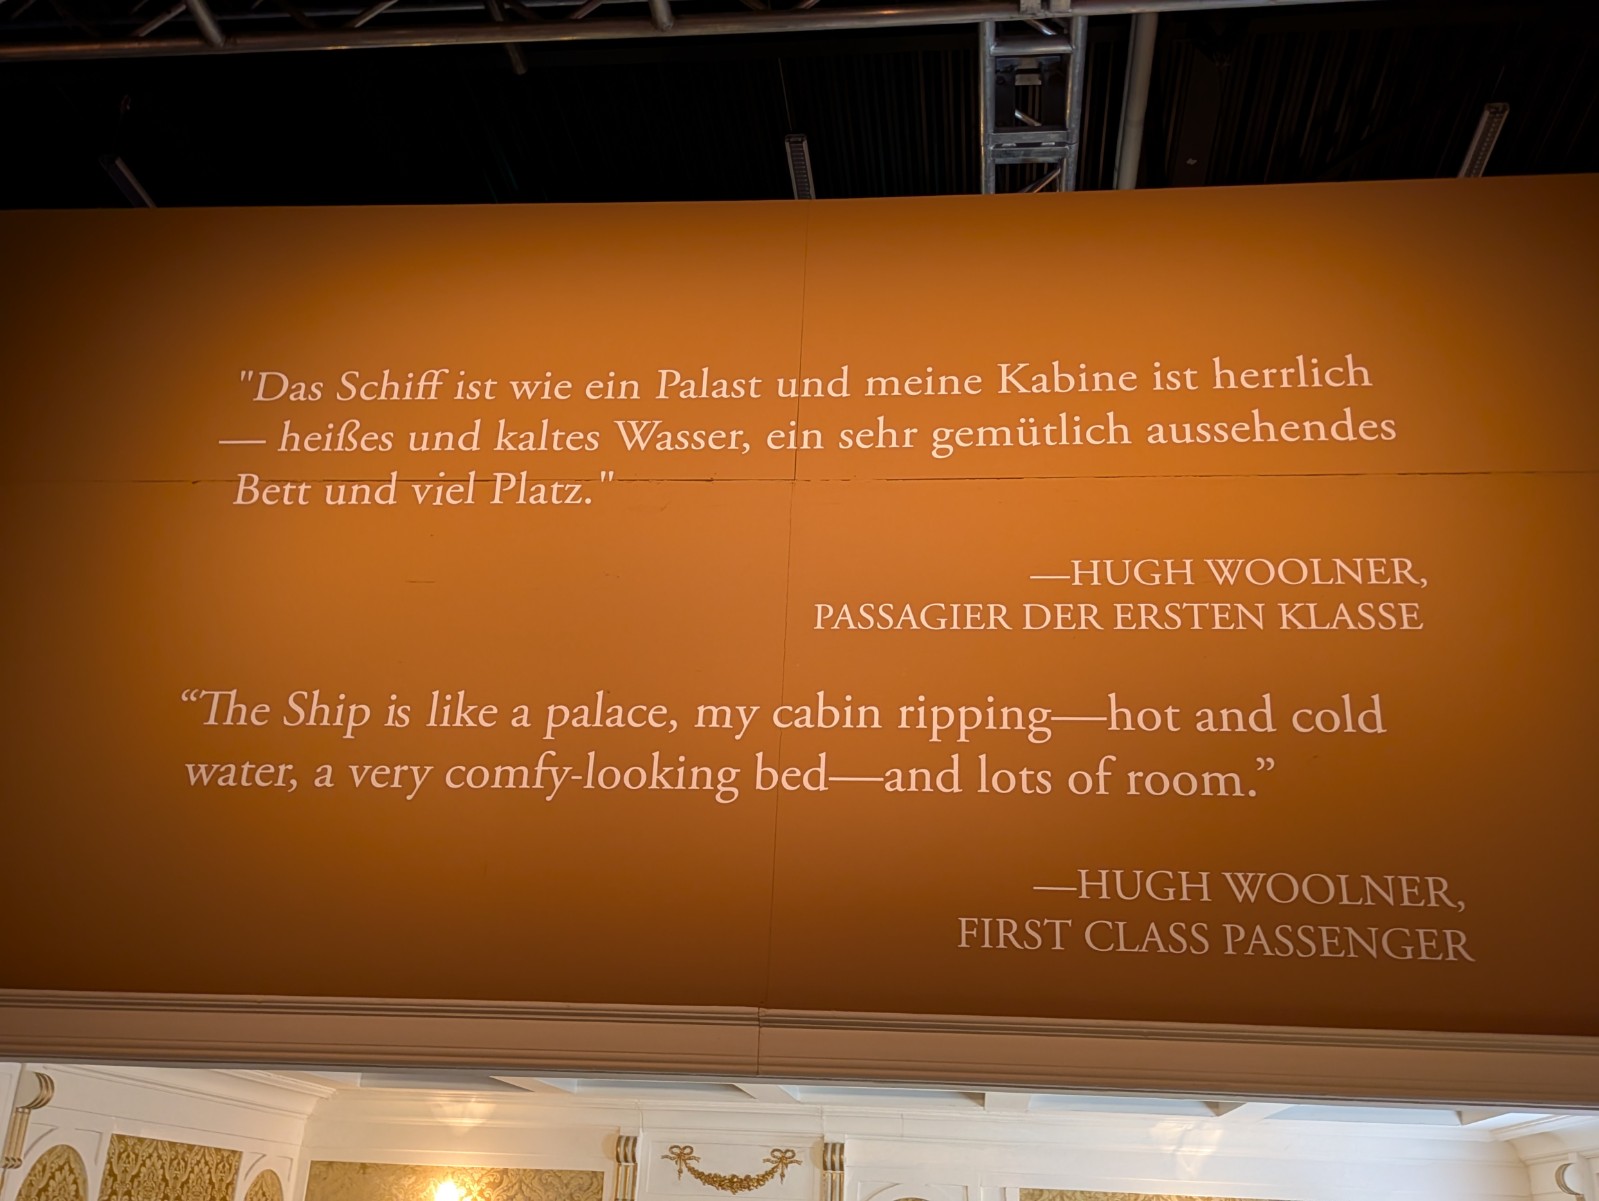 "Das Schiff ist wie ein Palast und meine Kabine ist herrlich
— heißes und kaltes Wasser, ein sehr gemütlich aussehendes
Bett und viel Platz."
—HUGH WOOLNER,
PASSAGIER DER ERSTEN KLASSE
“The Ship is like a palace, my cabin ripping—hot and cold
water, a very comfy-looking bed—and lots of room.”
—HUGH WOOLNER,
FIRST CLASS PASSENGER